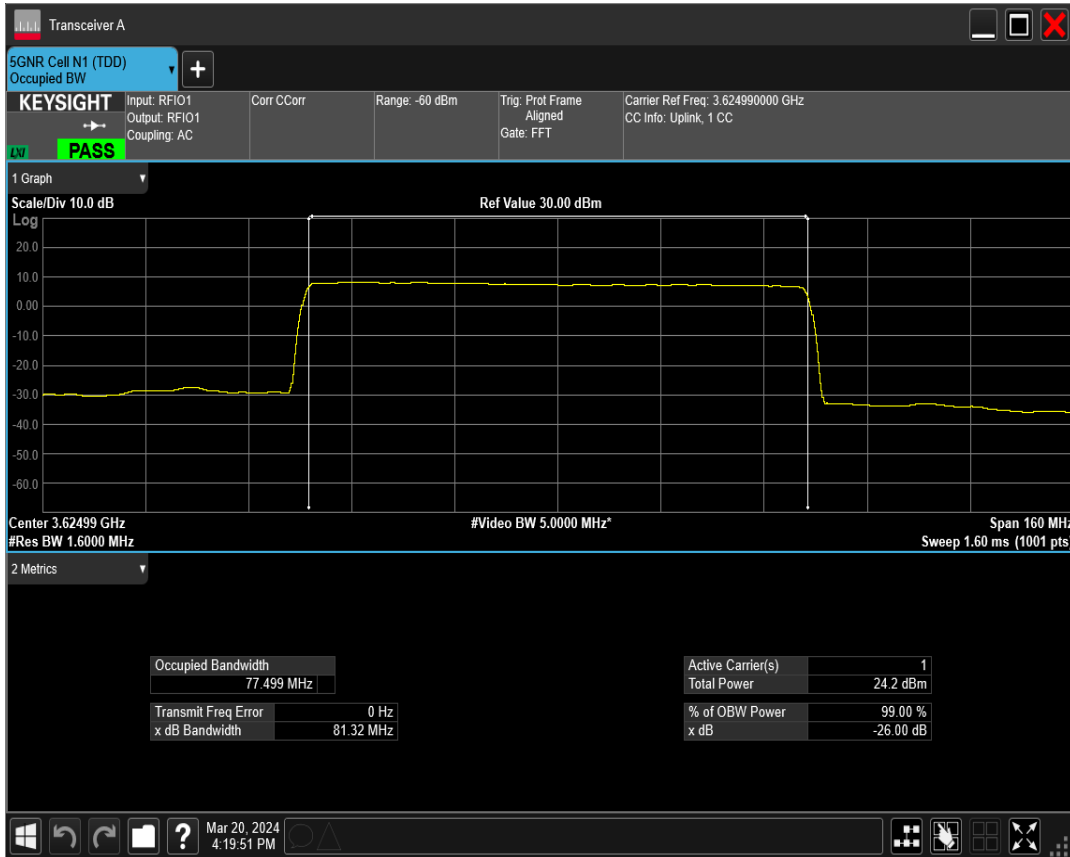 Transceiver A
5GNR Cell N1 (TDD)
Occupied BW
+
KEYSIGHT
LXI
PASS
Input: RFIO1
Output: RFIO1
Coupling: AC
Corr CCorr
Range: -60 dBm
Trig: Prot Frame
Aligned
Gate: FFT
Carrier Ref Freq: 3.624990000 GHz
CC Info: Uplink, 1 CC
1 Graph
Scale/Div 10.0 dB
Ref Value 30.00 dBm
Log
20.0
10.0
0.00
-10.0
-20.0
-30.0
-40.0
-50.0
-60.0
Center 3.62499 GHz
#Video BW 5.0000 MHz*
Span 160 MHz
#Res BW 1.6000 MHz
Sweep 1.60 ms (1001 pts)
2 Metrics
Occupied Bandwidth
77.499 MHz
Transmit Freq Error 0 Hz
x dB Bandwidth 81.32 MHz
Active Carrier(s) 1
Total Power 24.2 dBm
% of OBW Power 99.00 %
x dB -26.00 dB
?
Mar 20, 2024
4:19:51 PM